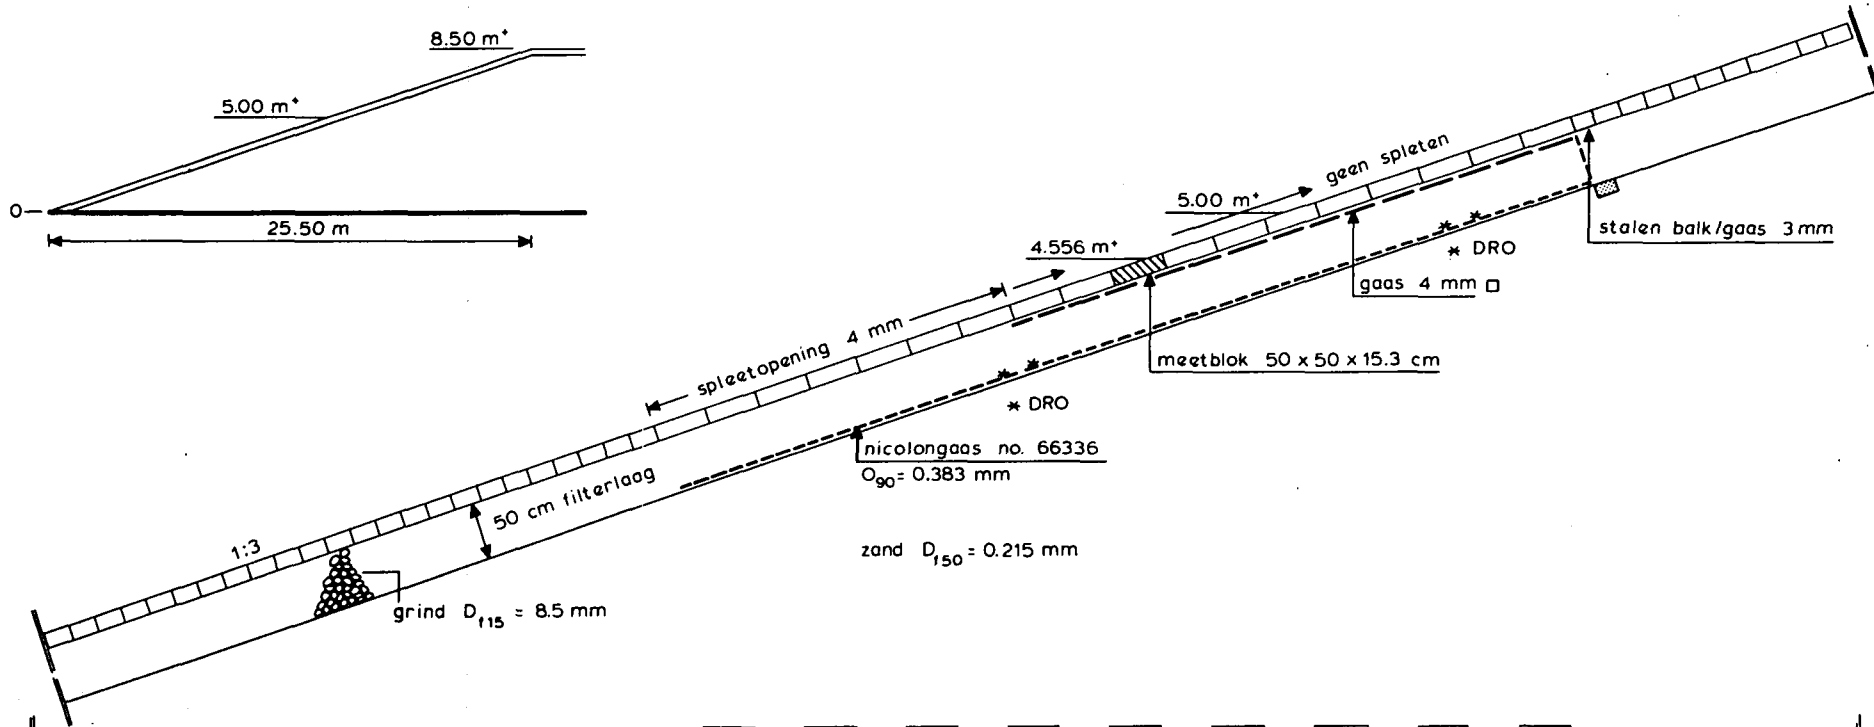 8.50 m⁺
5.00 m⁺
0
25.50 m
geen spleten
5.00 m⁺
4.556 m⁺
stalen balk/gaas 3 mm
* DRO
gaas 4 mm □
spleetopening 4 mm
meetblok 50 x 50 x 15.3 cm
* DRO
nicolongaas no. 66336
O₉₀ = 0.383 mm
50 cm filterlaag
1:3
zand D_f50 = 0.215 mm
grind D_f15 = 8.5 mm